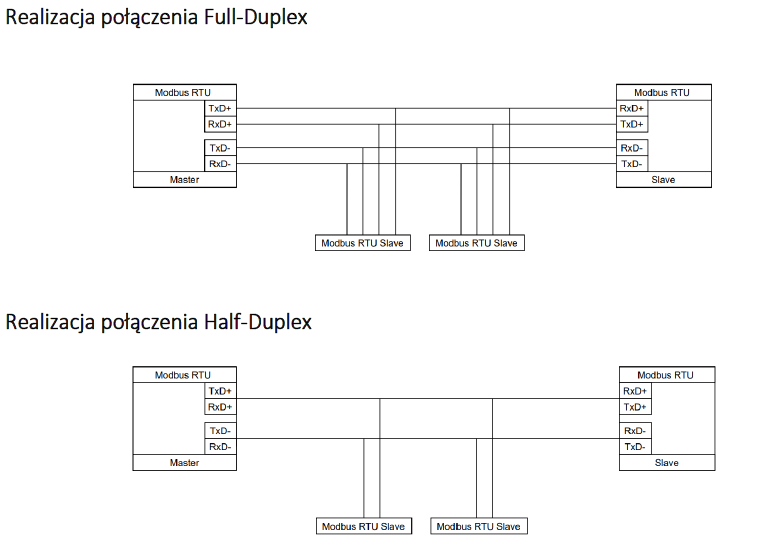 Realizacja połączenia Full-Duplex
Modbus RTU
Modbus RTU
TxD+
RxD+
RxD+
TxD+
TxD-
RxD-
RxD-
TxD-
Master
Slave
Modbus RTU Slave
Modbus RTU Slave
Realizacja połączenia Half-Duplex
Modbus RTU
Modbus RTU
TxD+
RxD+
RxD+
TxD+
TxD-
RxD-
RxD-
TxD-
Master
Slave
Modbus RTU Slave
Modbus RTU Slave